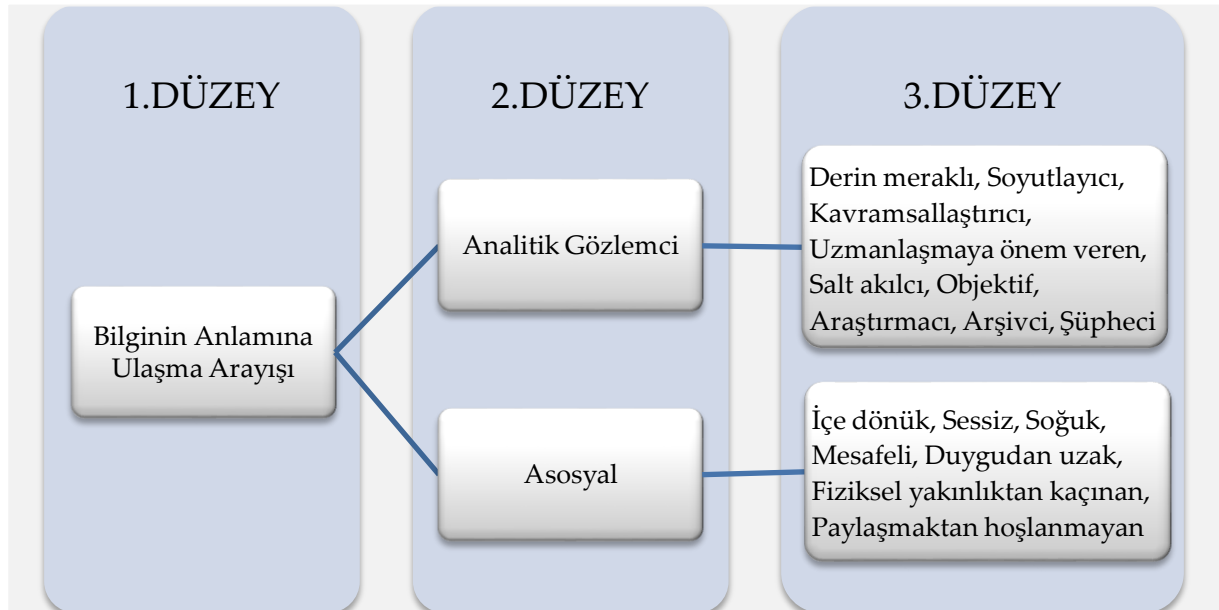 1.DÜZEY
2.DÜZEY
3.DÜZEY
Bilginin Anlamına
Ulaşma Arayışı
Analitik Gözlemci
Asosyal
Derin meraklı, Soyutlayıcı,
Kavramsallaştırıcı,
Uzmanlaşmaya önem veren,
Salt akılcı, Objektif,
Araştırmacı, Arşivci, Şüpheci
İçe dönük, Sessiz, Soğuk,
Mesafeli, Duygudan uzak,
Fiziksel yakınlıktan kaçınan,
Paylaşmaktan hoşlanmayan